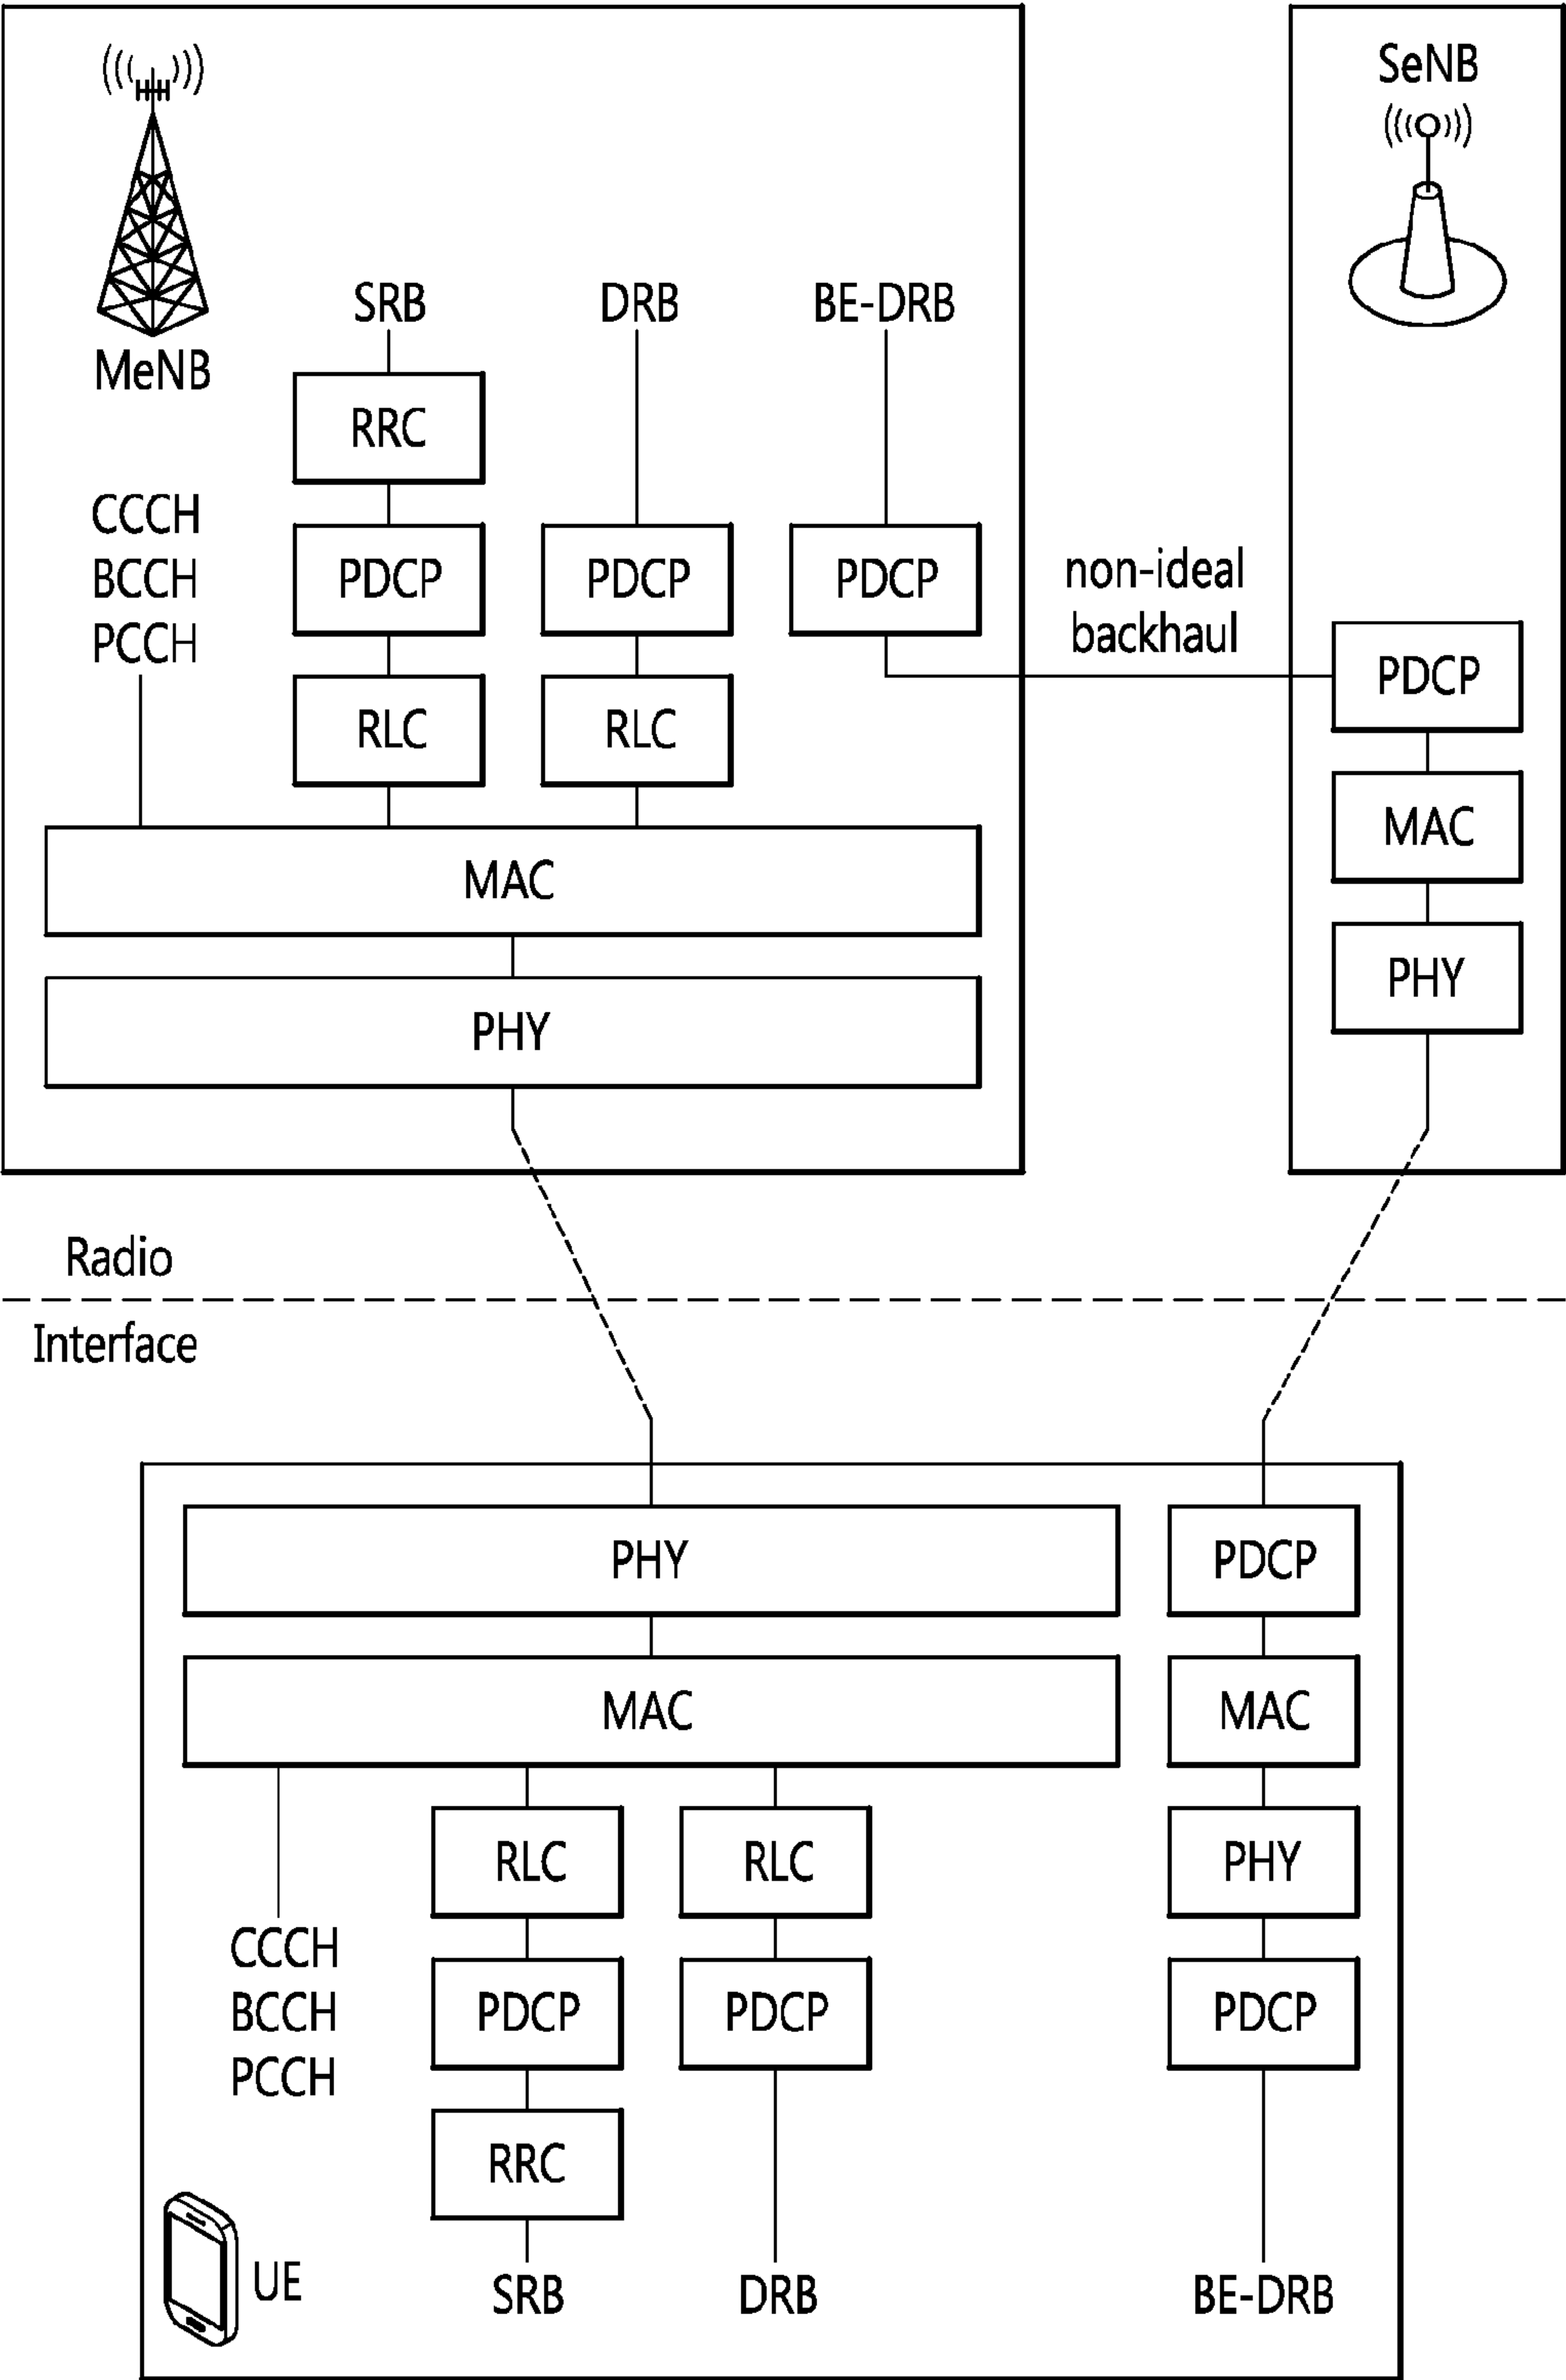 SeNB
SRB
DRB
BE-DRB
MeNB
RRC
CCCH
BCCH
PCCH
PDCP
PDCP
PDCP
non-ideal
backhaul
PDCP
RLC
RLC
MAC
MAC
PHY
PHY
Radio
Interface
PHY
PDCP
MAC
MAC
RLC
RLC
PHY
CCCH
BCCH
PCCH
PDCP
PDCP
PDCP
RRC
UE
SRB
DRB
BE-DRB